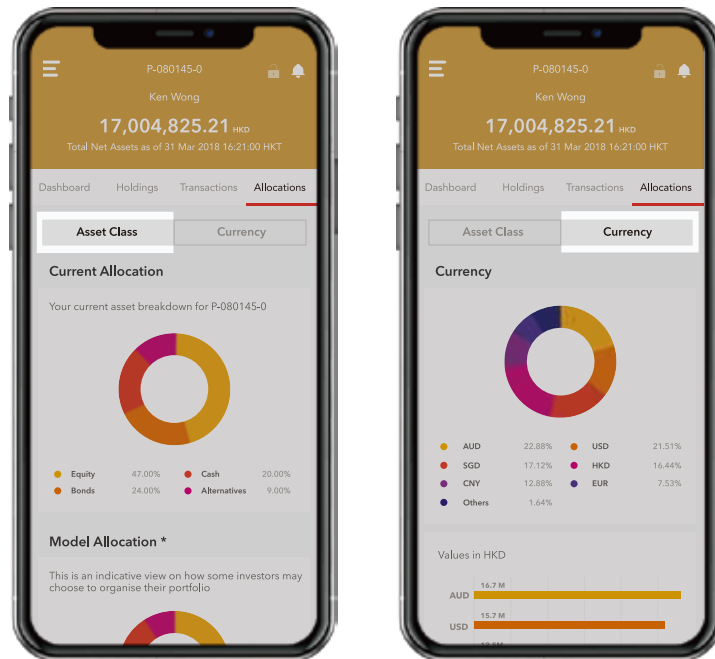 P-080145-0
Ken Wong
17,004,825.21 HKD
Total Net Assets as of 31 Mar 2018 16:21:00 HKT
Dashboard Holdings Transactions Allocations
Asset Class Currency
Current Allocation
Your current asset breakdown for P-080145-0
Equity 47.00% Cash 20.00%
Bonds 24.00% Alternatives 9.00%
Model Allocation *
This is an indicative view on how some investors may
choose to organise their portfolio
P-080145-0
Ken Wong
17,004,825.21 HKD
Total Net Assets as of 31 Mar 2018 16:21:00 HKT
Dashboard Holdings Transactions Allocations
Asset Class Currency
Currency
AUD 22.88% USD 21.51%
SGD 17.12% HKD 16.44%
CNY 12.88% EUR 7.53%
Others 1.64%
Values in HKD
16.7 M
AUD
15.7 M
USD